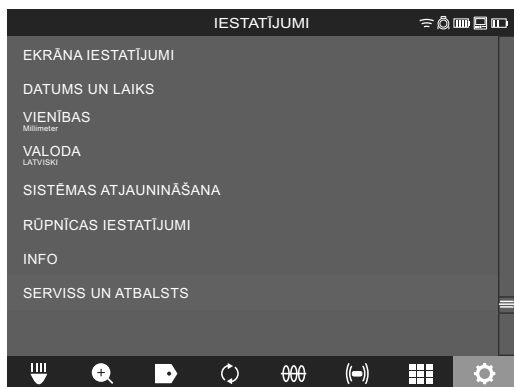 IESTATĪJUMI
EKRĀNA IESTATĪJUMI
DATUMS UN LAIKS
VIENĪBAS
Millimeter
VALODA
LATVISKI
SISTĒMAS ATJAUNINĀŠANA
RŪPNĪCAS IESTATĪJUMI
INFO
SERVISS UN ATBALSTS